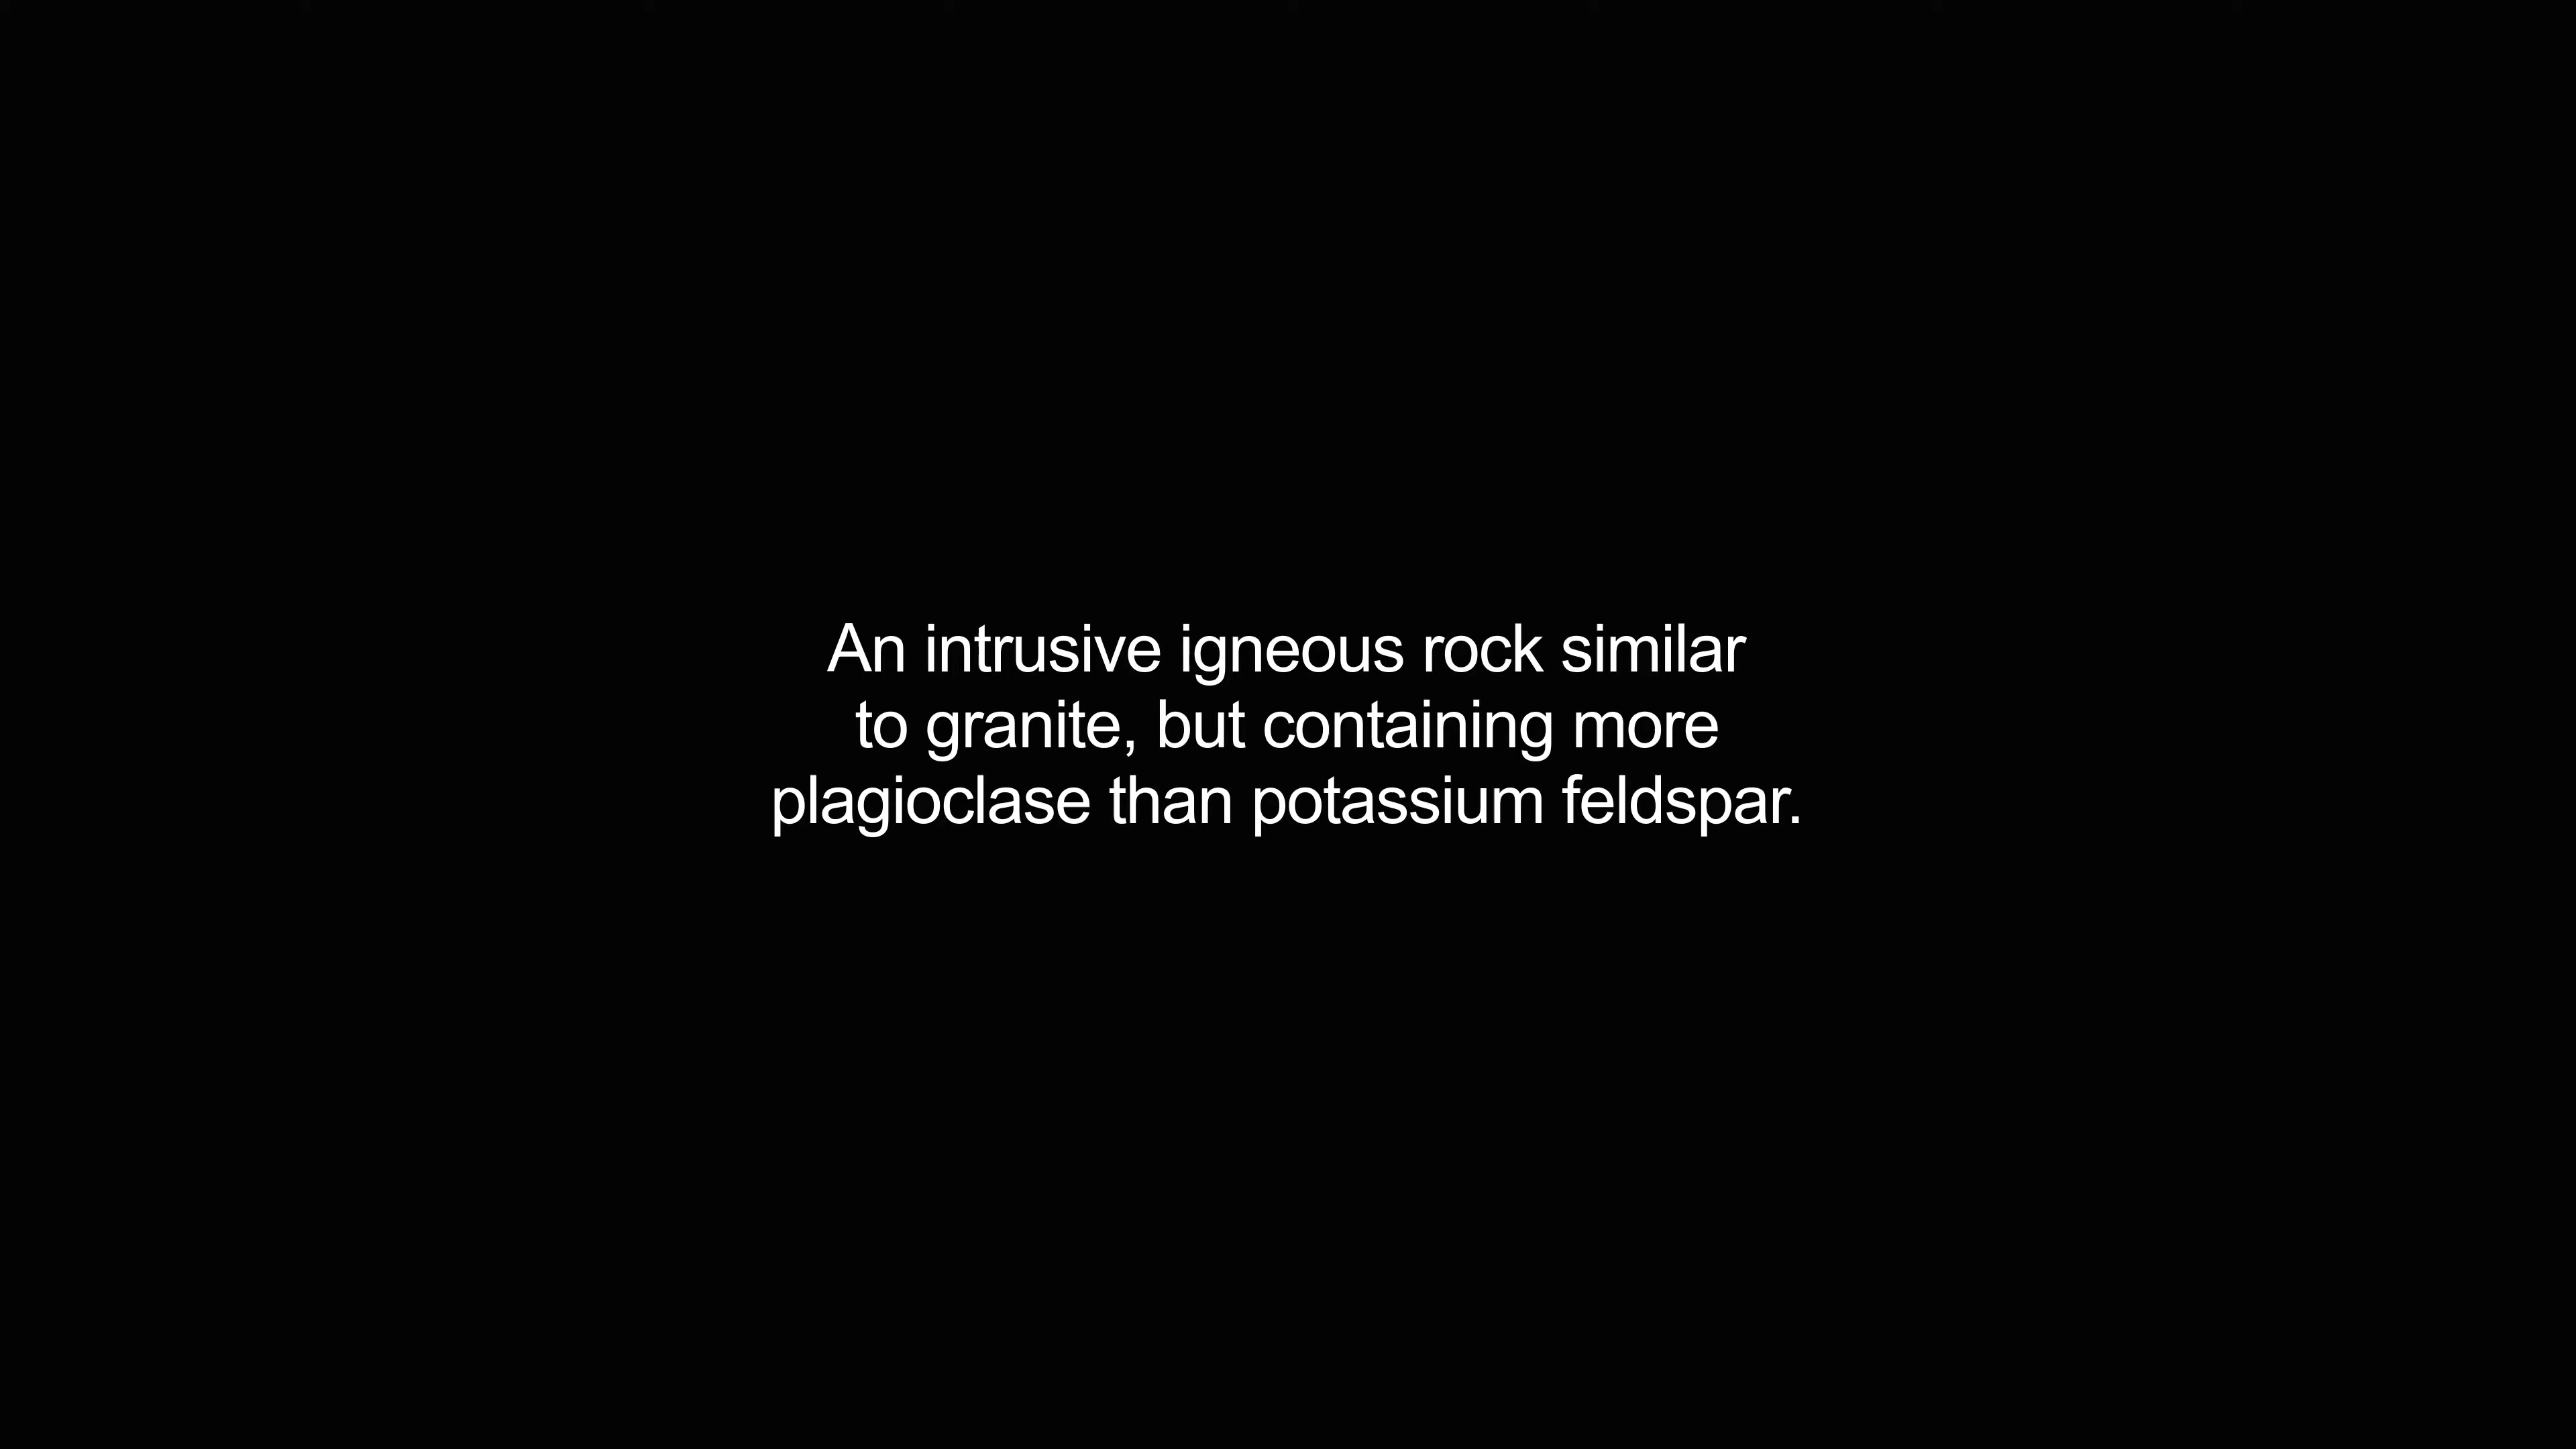 An intrusive igneous rock similar
to granite, but containing more
plagioclase than potassium feldspar.